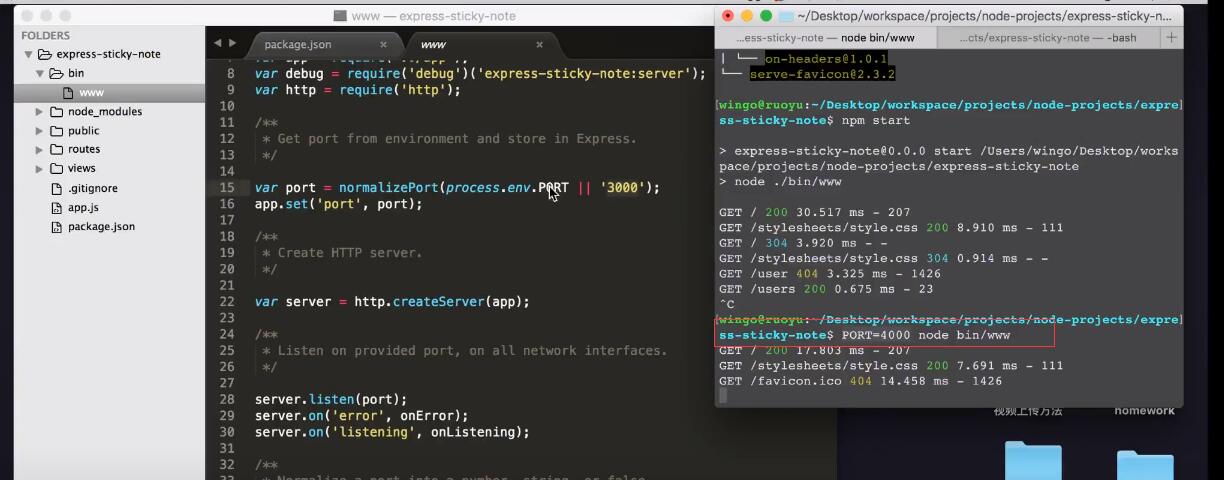 www — express-sticky-note
FOLDERS
express-sticky-note
bin
www
node_modules
public
routes
views
.gitignore
app.js
package.json
package.json ×
www ×
8 var debug = require('debug')('express-sticky-note:server');
9 var http = require('http');
10
11 /**
12 * Get port from environment and store in Express.
13 */
14
15 var port = normalizePort(process.env.PORT || '3000');
16 app.set('port', port);
17
18 /**
19 * Create HTTP server.
20 */
21
22 var server = http.createServer(app);
23
24 /**
25 * Listen on provided port, on all network interfaces.
26 */
27
28 server.listen(port);
29 server.on('error', onError);
30 server.on('listening', onListening);
31
32 /**
~/Desktop/workspace/projects/node-projects/express-sticky-n...
...ess-sticky-note — node bin/www
...cts/express-sticky-note — -bash
+
│ └── on-headers@1.0.1
└── serve-favicon@2.3.2
[wingo@ruoyu:~/Desktop/workspace/projects/node-projects/expre]
ss-sticky-note$ npm start
> express-sticky-note@0.0.0 start /Users/wingo/Desktop/works
pace/projects/node-projects/express-sticky-note
> node ./bin/www
GET / 200 30.517 ms - 207
GET /stylesheets/style.css 200 8.910 ms - 111
GET / 304 3.920 ms - -
GET /stylesheets/style.css 304 0.914 ms - -
GET /user 404 3.325 ms - 1426
GET /users 200 0.675 ms - 23
^C
[wingo@ruoyu:~/Desktop/workspace/projects/node-projects/expre]
ss-sticky-note$ PORT=4000 node bin/www
GET / 200 17.803 ms - 207
GET /stylesheets/style.css 200 7.691 ms - 111
GET /favicon.ico 404 14.458 ms - 1426
视频上传方法
homework